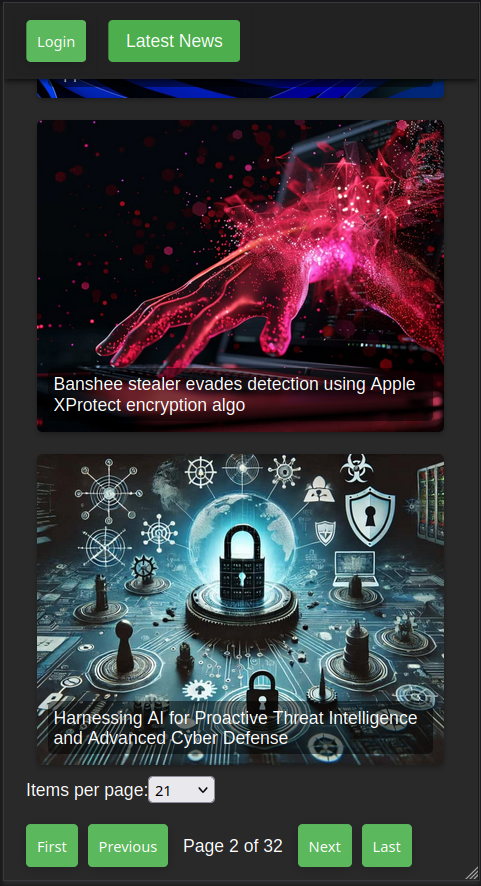 Login
Latest News
Banshee stealer evades detection using Apple
XProtect encryption algo
Harnessing AI for Proactive Threat Intelligence
and Advanced Cyber Defense
Items per page: 21
First Previous Page 2 of 32 Next Last